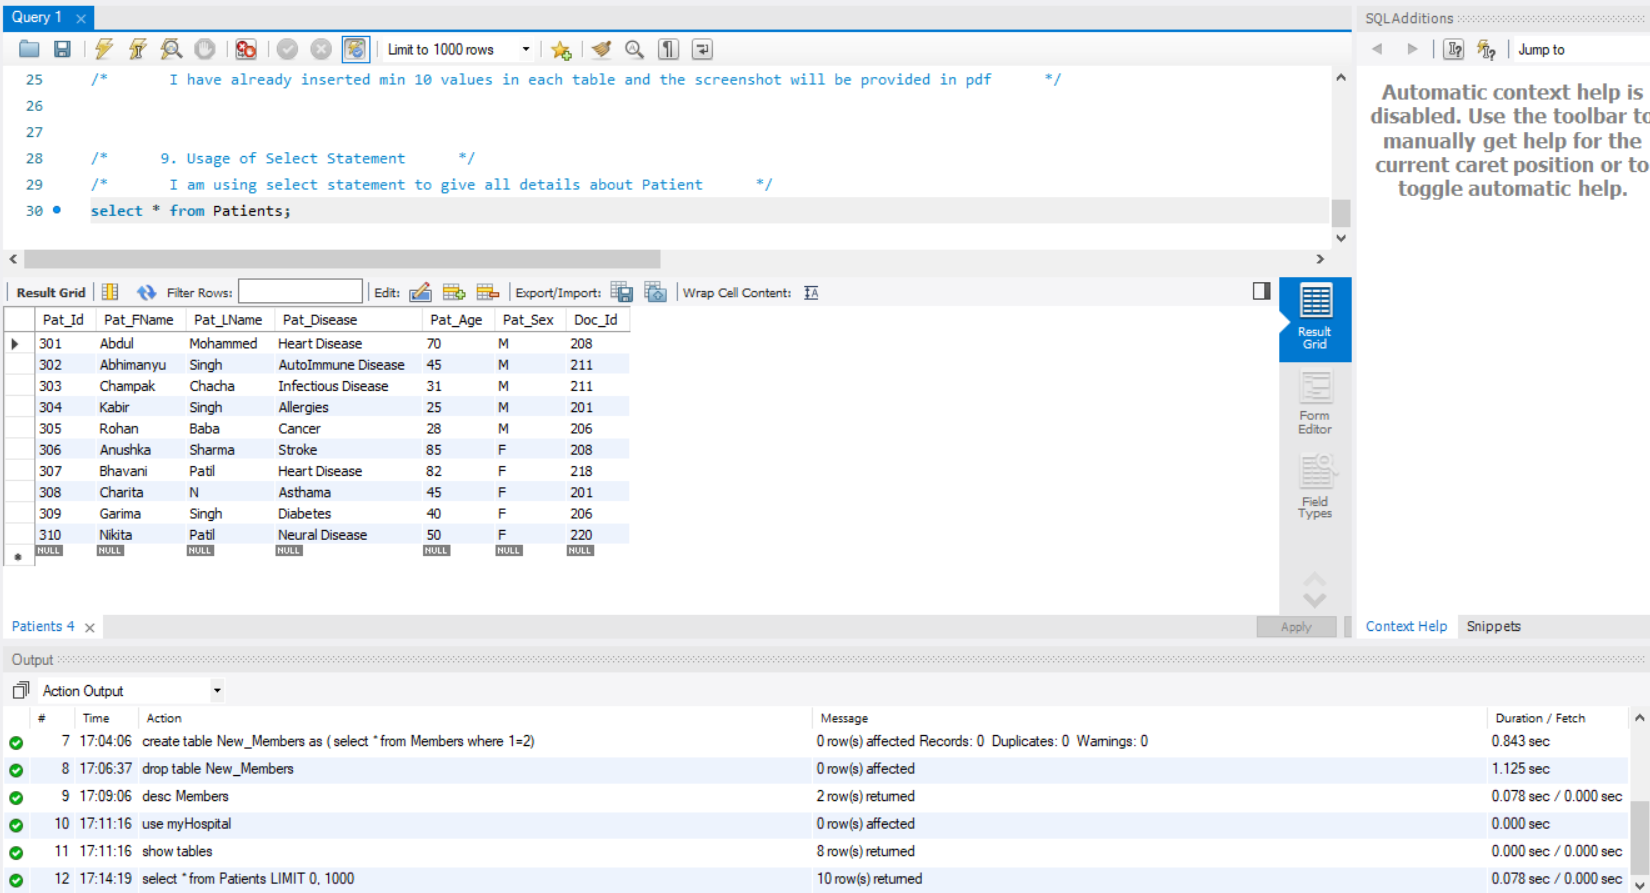 Query 1
SQLAdditions
Limit to 1000 rows
Jump to
25 /* I have already inserted min 10 values in each table and the screenshot will be provided in pdf */
26
27
28 /* 9. Usage of Select Statement */
29 /* I am using select statement to give all details about Patient */
30 select * from Patients;
Automatic context help is
disabled. Use the toolbar to
manually get help for the
current caret position or to
toggle automatic help.
Result Grid Filter Rows: Edit: Export/Import: Wrap Cell Content:
Pat_Id Pat_FName Pat_LName Pat_Disease Pat_Age Pat_Sex Doc_Id
301 Abdul Mohammed Heart Disease 70 M 208
302 Abhimanyu Singh AutoImmune Disease 45 M 211
303 Champak Chacha Infectious Disease 31 M 211
304 Kabir Singh Allergies 25 M 201
305 Rohan Baba Cancer 28 M 206
306 Anushka Sharma Stroke 85 F 208
307 Bhavani Patil Heart Disease 82 F 218
308 Charita N Asthama 45 F 201
309 Garima Singh Diabetes 40 F 206
310 Nikita Patil Neural Disease 50 F 220
NULL NULL NULL NULL NULL NULL NULL
Result
Grid
Form
Editor
Field
Types
Patients 4
Apply
Context Help Snippets
Output
Action Output
# Time Action Message Duration / Fetch
7 17:04:06 create table New_Members as ( select * from Members where 1=2) 0 row(s) affected Records: 0 Duplicates: 0 Warnings: 0 0.843 sec
8 17:06:37 drop table New_Members 0 row(s) affected 1.125 sec
9 17:09:06 desc Members 2 row(s) returned 0.078 sec / 0.000 sec
10 17:11:16 use myHospital 0 row(s) affected 0.000 sec
11 17:11:16 show tables 8 row(s) returned 0.000 sec / 0.000 sec
12 17:14:19 select * from Patients LIMIT 0, 1000 10 row(s) returned 0.078 sec / 0.000 sec